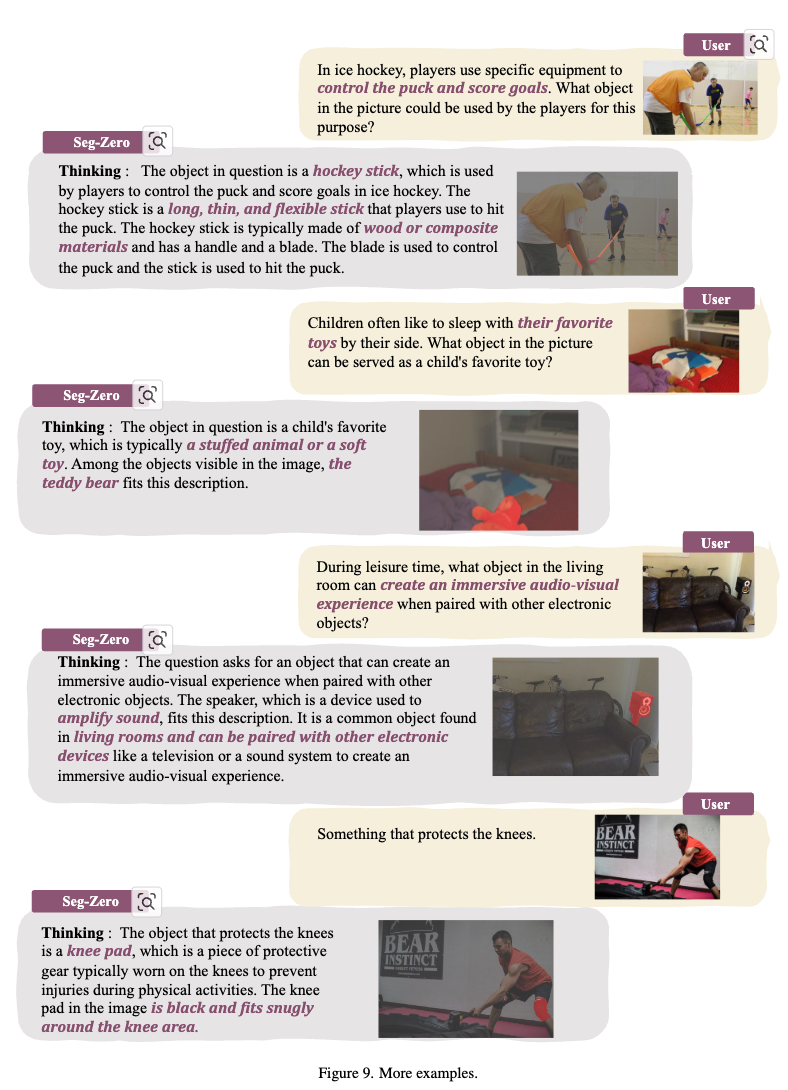 User
In ice hockey, players use specific equipment to
control the puck and score goals. What object
in the picture could be used by the players for this
purpose?
Seg-Zero
Thinking : The object in question is a hockey stick, which is used
by players to control the puck and score goals in ice hockey. The
hockey stick is a long, thin, and flexible stick that players use to hit
the puck. The hockey stick is typically made of wood or composite
materials and has a handle and a blade. The blade is used to control
the puck and the stick is used to hit the puck.
User
Children often like to sleep with their favorite
toys by their side. What object in the picture
can be served as a child's favorite toy?
Seg-Zero
Thinking : The object in question is a child's favorite
toy, which is typically a stuffed animal or a soft
toy. Among the objects visible in the image, the
teddy bear fits this description.
User
During leisure time, what object in the living
room can create an immersive audio-visual
experience when paired with other electronic
objects?
Seg-Zero
Thinking : The question asks for an object that can create an
immersive audio-visual experience when paired with other
electronic objects. The speaker, which is a device used to
amplify sound, fits this description. It is a common object found
in living rooms and can be paired with other electronic
devices like a television or a sound system to create an
immersive audio-visual experience.
User
Something that protects the knees.
BEAR
INSTINCT
Seg-Zero
Thinking : The object that protects the knees
is a knee pad, which is a piece of protective
gear typically worn on the knees to prevent
injuries during physical activities. The knee
pad in the image is black and fits snugly
around the knee area.
BEAR
INSTINCT
Figure 9. More examples.